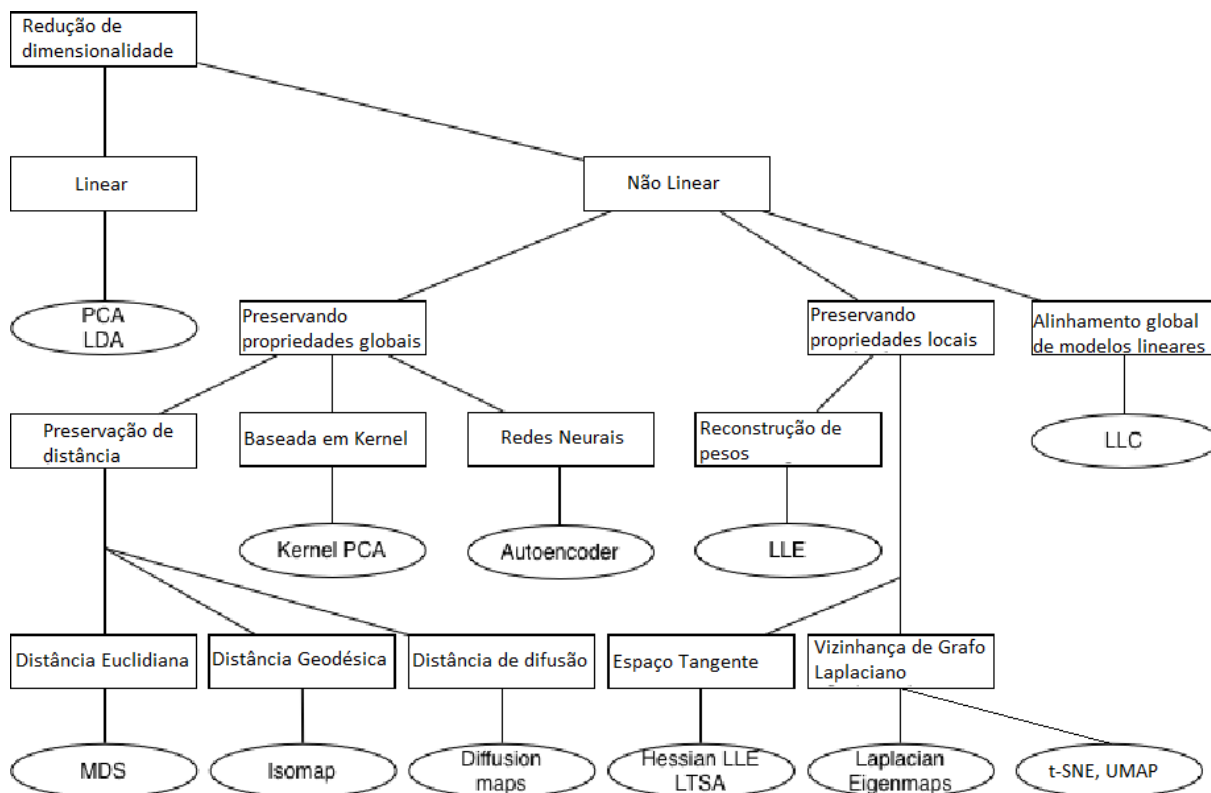 Redução de
dimensionalidade
Linear
Não Linear
PCA
LDA
Preservando
propriedades globais
Preservando
propriedades locais
Alinhamento global
de modelos lineares
Preservação de
distância
Baseada em Kernel
Redes Neurais
Reconstrução de
pesos
LLC
Kernel PCA
Autoencoder
LLE
Distância Euclidiana
Distância Geodésica
Distância de difusão
Espaço Tangente
Vizinhança de Grafo
Laplaciano
MDS
Isomap
Diffusion
maps
Hessian LLE
LTSA
Laplacian
Eigenmaps
t-SNE, UMAP